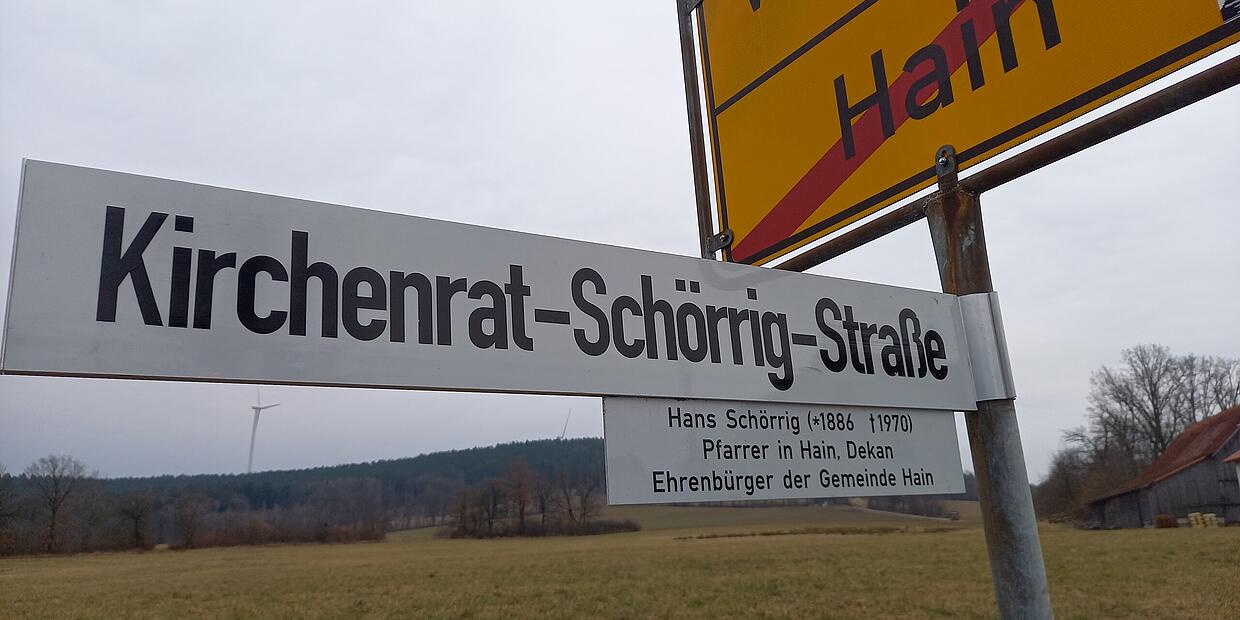 Hain
Kirchenrat-Schörrig-Straße
Hans Schörrig (*1886 †1970)
Pfarrer in Hain, Dekan
Ehrenbürger der Gemeinde Hain